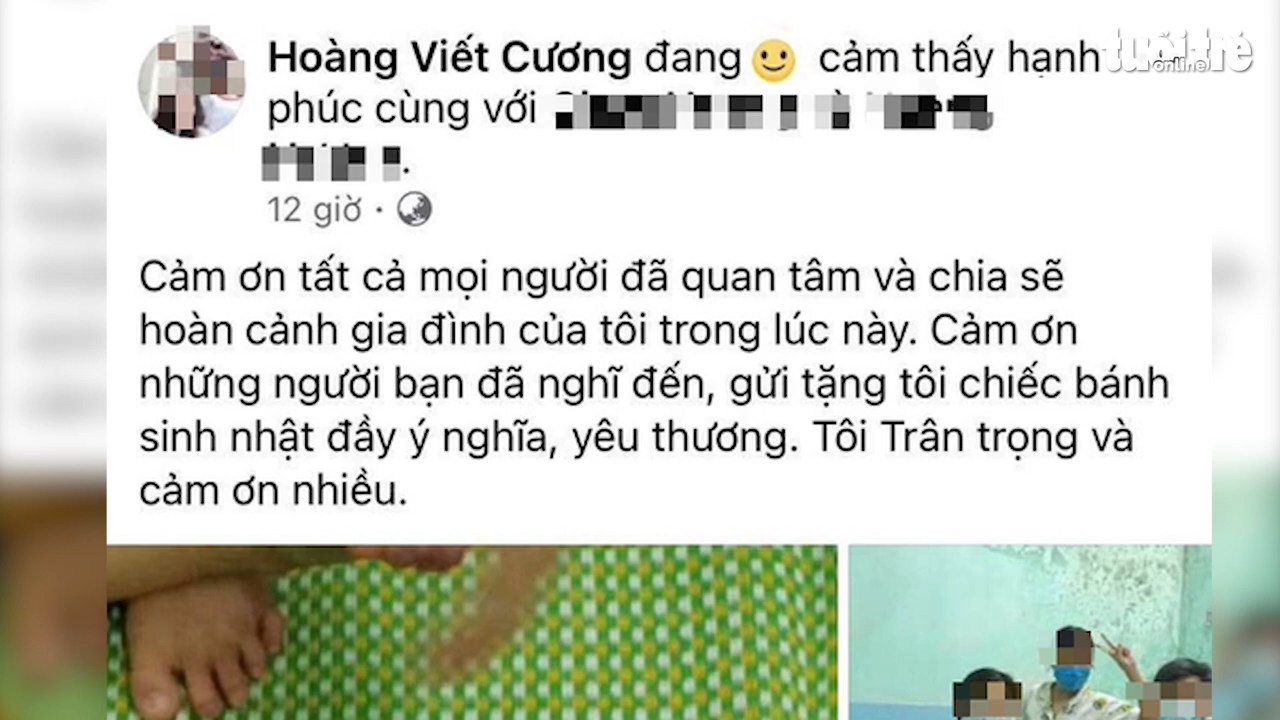 Hoàng Viết Cương đang cảm thấy hạnh
phúc cùng với
12 giờ ·
Cảm ơn tất cả mọi người đã quan tâm và chia sẽ
hoàn cảnh gia đình của tôi trong lúc này. Cảm ơn
những người bạn đã nghĩ đến, gửi tặng tôi chiếc bánh
sinh nhật đầy ý nghĩa, yêu thương. Tôi Trân trọng và
cảm ơn nhiều.
tuổi trẻ
online